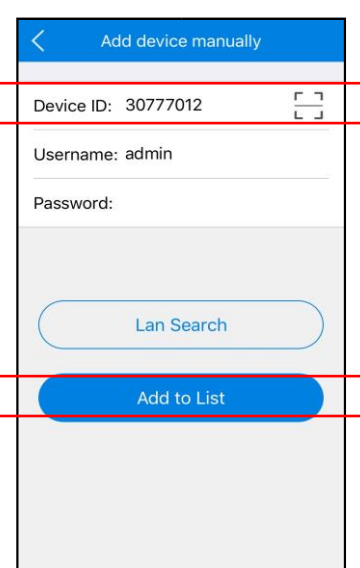 Add device manually
Device ID: 30777012
Username: admin
Password:
Lan Search
Add to List